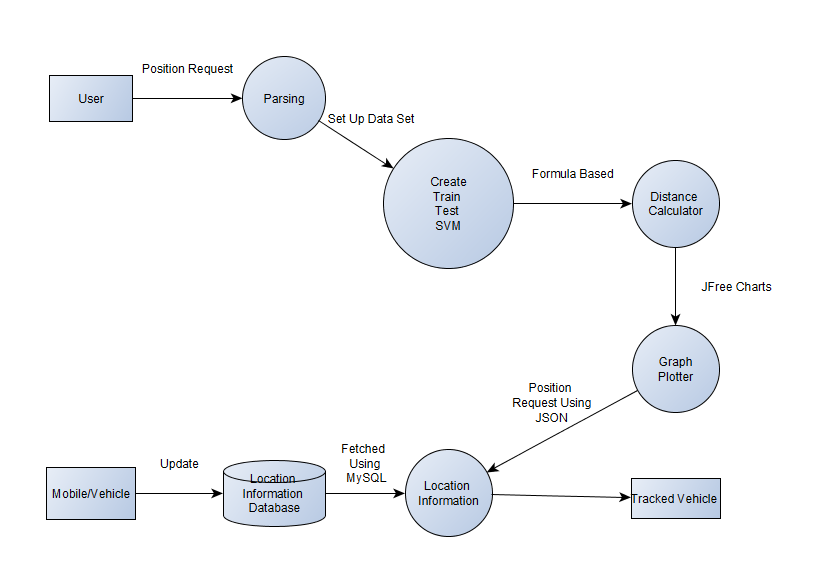 Position Request
User
Parsing
Set Up Data Set
Create
Train
Test
SVM
Formula Based
Distance
Calculator
JFree Charts
Graph
Plotter
Position
Request Using
JSON
Mobile/Vehicle
Update
Location
Information
Database
Fetched
Using
MySQL
Location
Information
Tracked Vehicle